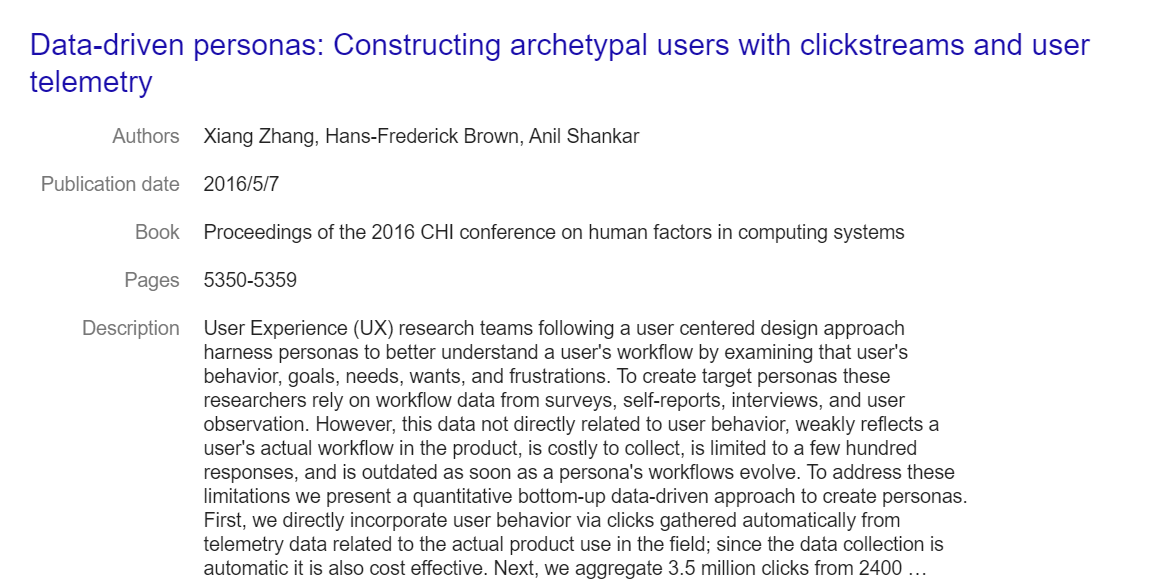 Data-driven personas: Constructing archetypal users with clickstreams and user
telemetry
Authors Xiang Zhang, Hans-Frederick Brown, Anil Shankar
Publication date 2016/5/7
Book Proceedings of the 2016 CHI conference on human factors in computing systems
Pages 5350-5359
Description User Experience (UX) research teams following a user centered design approach
harness personas to better understand a user's workflow by examining that user's
behavior, goals, needs, wants, and frustrations. To create target personas these
researchers rely on workflow data from surveys, self-reports, interviews, and user
observation. However, this data not directly related to user behavior, weakly reflects a
user's actual workflow in the product, is costly to collect, is limited to a few hundred
responses, and is outdated as soon as a persona's workflows evolve. To address these
limitations we present a quantitative bottom-up data-driven approach to create personas.
First, we directly incorporate user behavior via clicks gathered automatically from
telemetry data related to the actual product use in the field; since the data collection is
automatic it is also cost effective. Next, we aggregate 3.5 million clicks from 2400 …